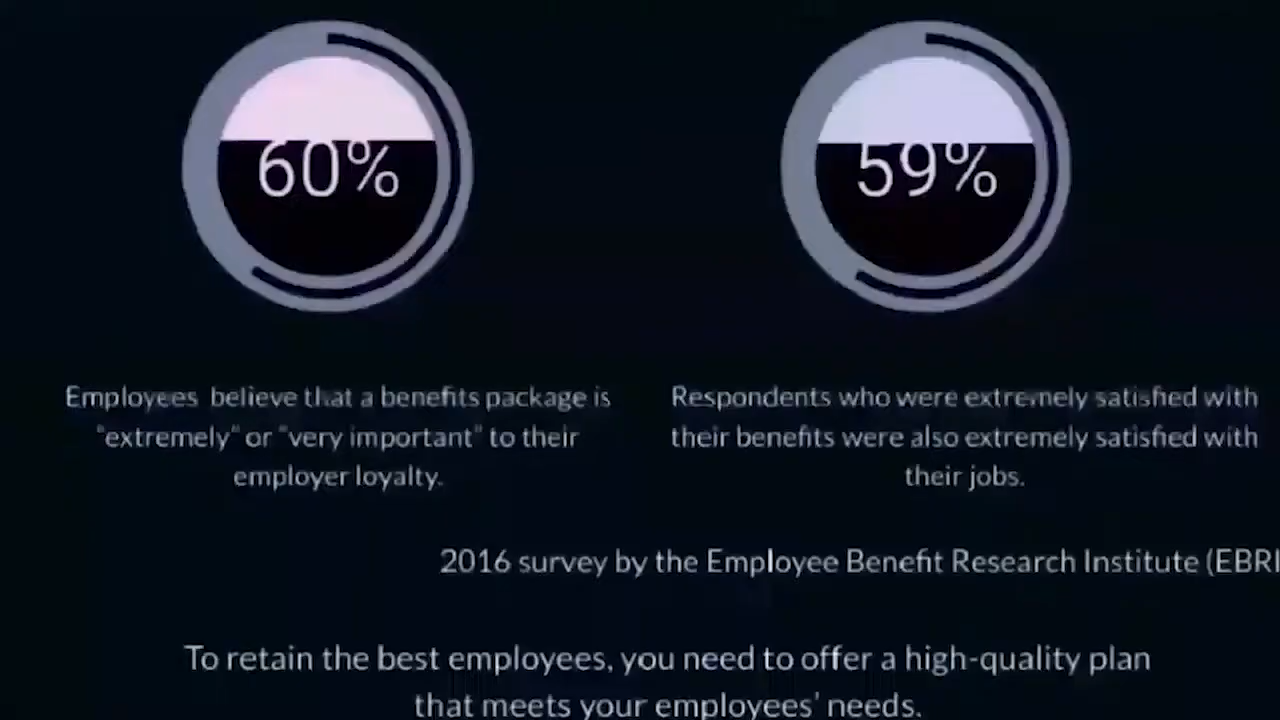 60%
59%
Employees believe that a benefits package is
"extremely" or "very important" to their
employer loyalty.
Respondents who were extremely satisfied with
their benefits were also extremely satisfied with
their jobs.
2016 survey by the Employee Benefit Research Institute (EBRI
To retain the best employees, you need to offer a high-quality plan
that meets your employees' needs.